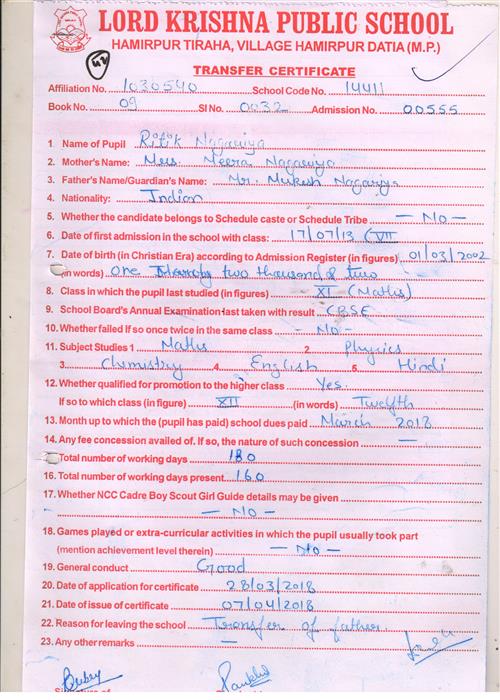 LORD KRISHNA PUBLIC SCHOOL
HAMIRPUR TIRAHA, VILLAGE HAMIRPUR DATIA (M.P.)
TRANSFER CERTIFICATE
Affiliation No. 1030540 School Code No. 14411
Book No. 09 Sl No. 0032 Admission No. 00555
1 Name of Pupil Ritik Nagariya
2. Mother's Name: Mrs. Meera Nagariya
3. Father's Name/Guardian's Name: Mr. Mukesh Nagariya
4. Nationality: Indian
5. Whether the candidate belongs to Schedule caste or Schedule Tribe — No —
6. Date of first admission in the school with class: 17/07/13 (VII
7. Date of birth (in Christian Era) according to Admission Register (in figures) 01/03/2002
(in words) one March two thousand & two
8. Class in which the pupil last studied (in figures) XI (Maths)
9. School Board's Annual Examination last taken with result CBSE
10. Whether failed if so once twice in the same class — No —
11. Subject Studies 1 Maths 2 Physics
3. Chemistry 4. English 5. Hindi
12. Whether qualified for promotion to the higher class Yes
If so to which class (in figure) XII (in words) Twelfth
13. Month up to which the (pupil has paid) school dues paid March 2018
14. Any fee concession availed of. If so, the nature of such concession —
Total number of working days 180
16. Total number of working days present 160
17. Whether NCC Cadre Boy Scout Girl Guide details may be given
— No —
18. Games played or extra-curricular activities in which the pupil usually took part
(mention achievement level therein) — No —
19. General conduct Good
20. Date of application for certificate 28/03/2018
21. Date of issue of certificate 07/04/2018
22. Reason for leaving the school Transfer of father
23. Any other remarks —